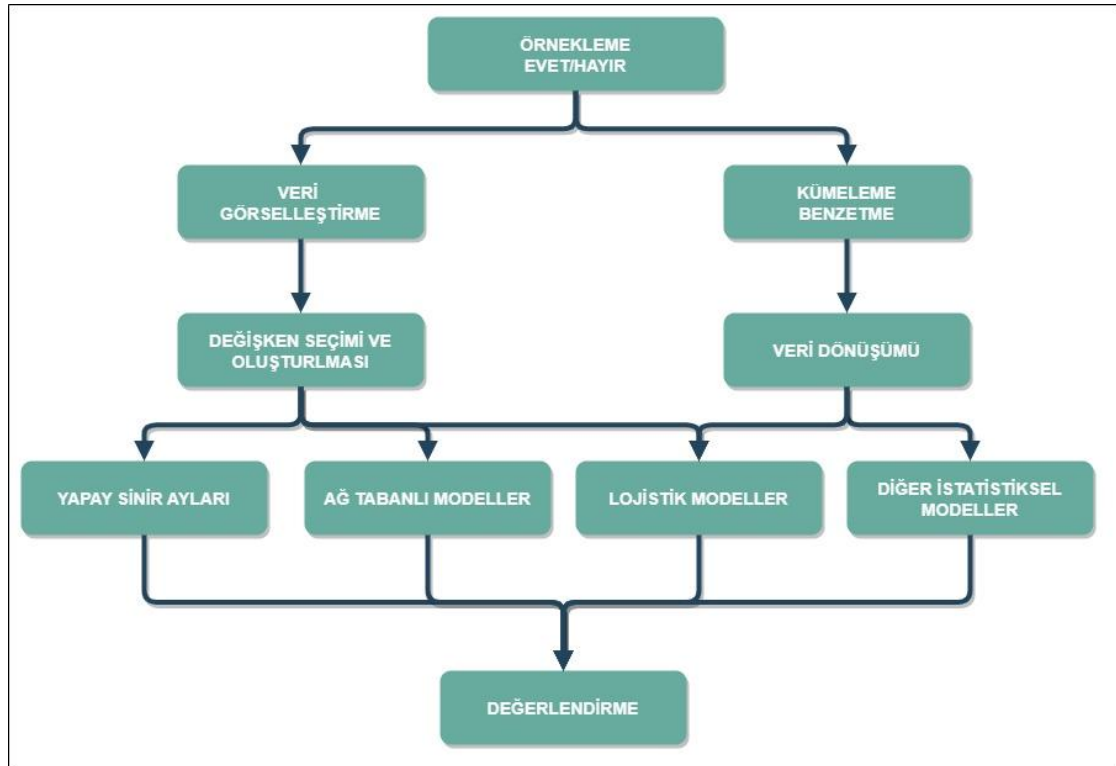 ÖRNEKLEME
EVET/HAYIR
VERİ
GÖRSELLEŞTİRME
KÜMELEME
BENZETME
DEĞİŞKEN SEÇİMİ VE
OLUŞTURLMASI
VERİ DÖNÜŞÜMÜ
YAPAY SİNİR AYLARI
AĞ TABANLI MODELLER
LOJİSTİK MODELLER
DİĞER İSTATİSTİKSEL
MODELLER
DEĞERLENDİRME